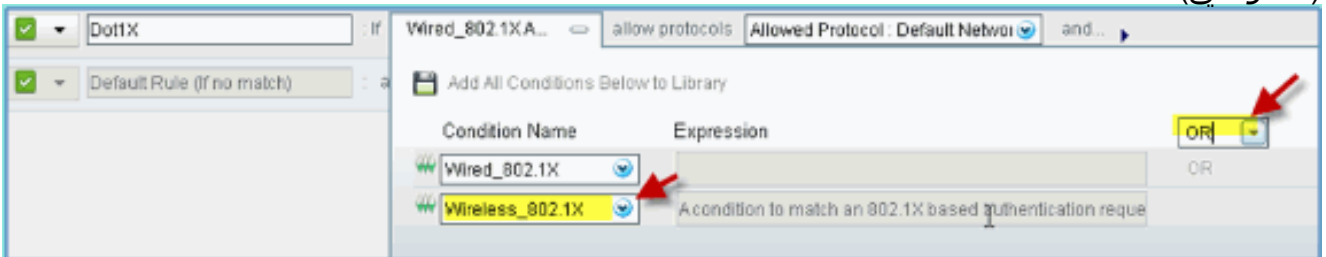 Dot1X : If Wired_802.1X A... allow protocols Allowed Protocol : Default Networ and...
Default Rule (If no match) : a
Add All Conditions Below to Library
Condition Name Expression OR
Wired_802.1X OR
Wireless_802.1X A condition to match an 802.1X based authentication reque